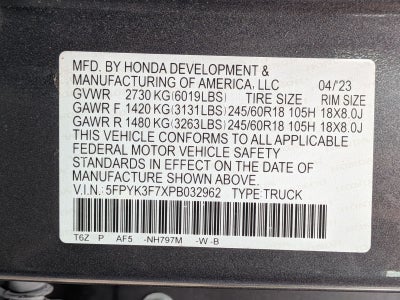 MFD. BY HONDA DEVELOPMENT &
MANUFACTURING OF AMERICA, LLC 04/'23
GVWR 2730 KG(6019LBS) TIRE SIZE RIM SIZE
GAWR F 1420 KG(3131LBS) 245/60R18 105H 18X8.0J
GAWR R 1480 KG(3263LBS) 245/60R18 105H 18X8.0J
THIS VEHICLE CONFORMS TO ALL APPLICABLE
FEDERAL MOTOR VEHICLE SAFETY
STANDARDS IN EFFECT ON THE DATE OF
MANUFACTURE SHOWN ABOVE.
V.I.N: 5FPYK3F7XPB032962 TYPE TRUCK
T6Z P AF5 -NH797M -W -B